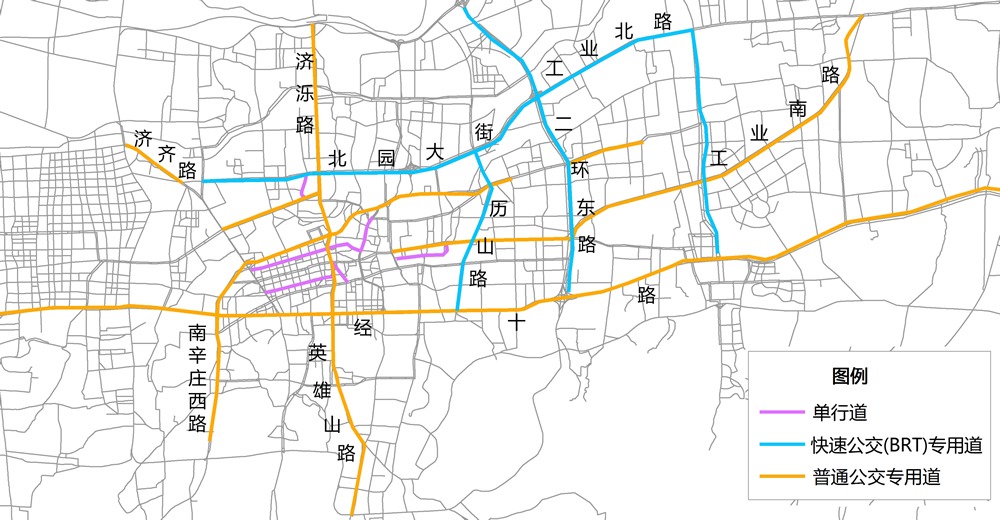 工业北路
济泺路
工业南路
济齐路
北园大街
二环东路
历山路
工
经十路
南辛庄西路
英雄山路
图例
单行道
快速公交(BRT)专用道
普通公交专用道